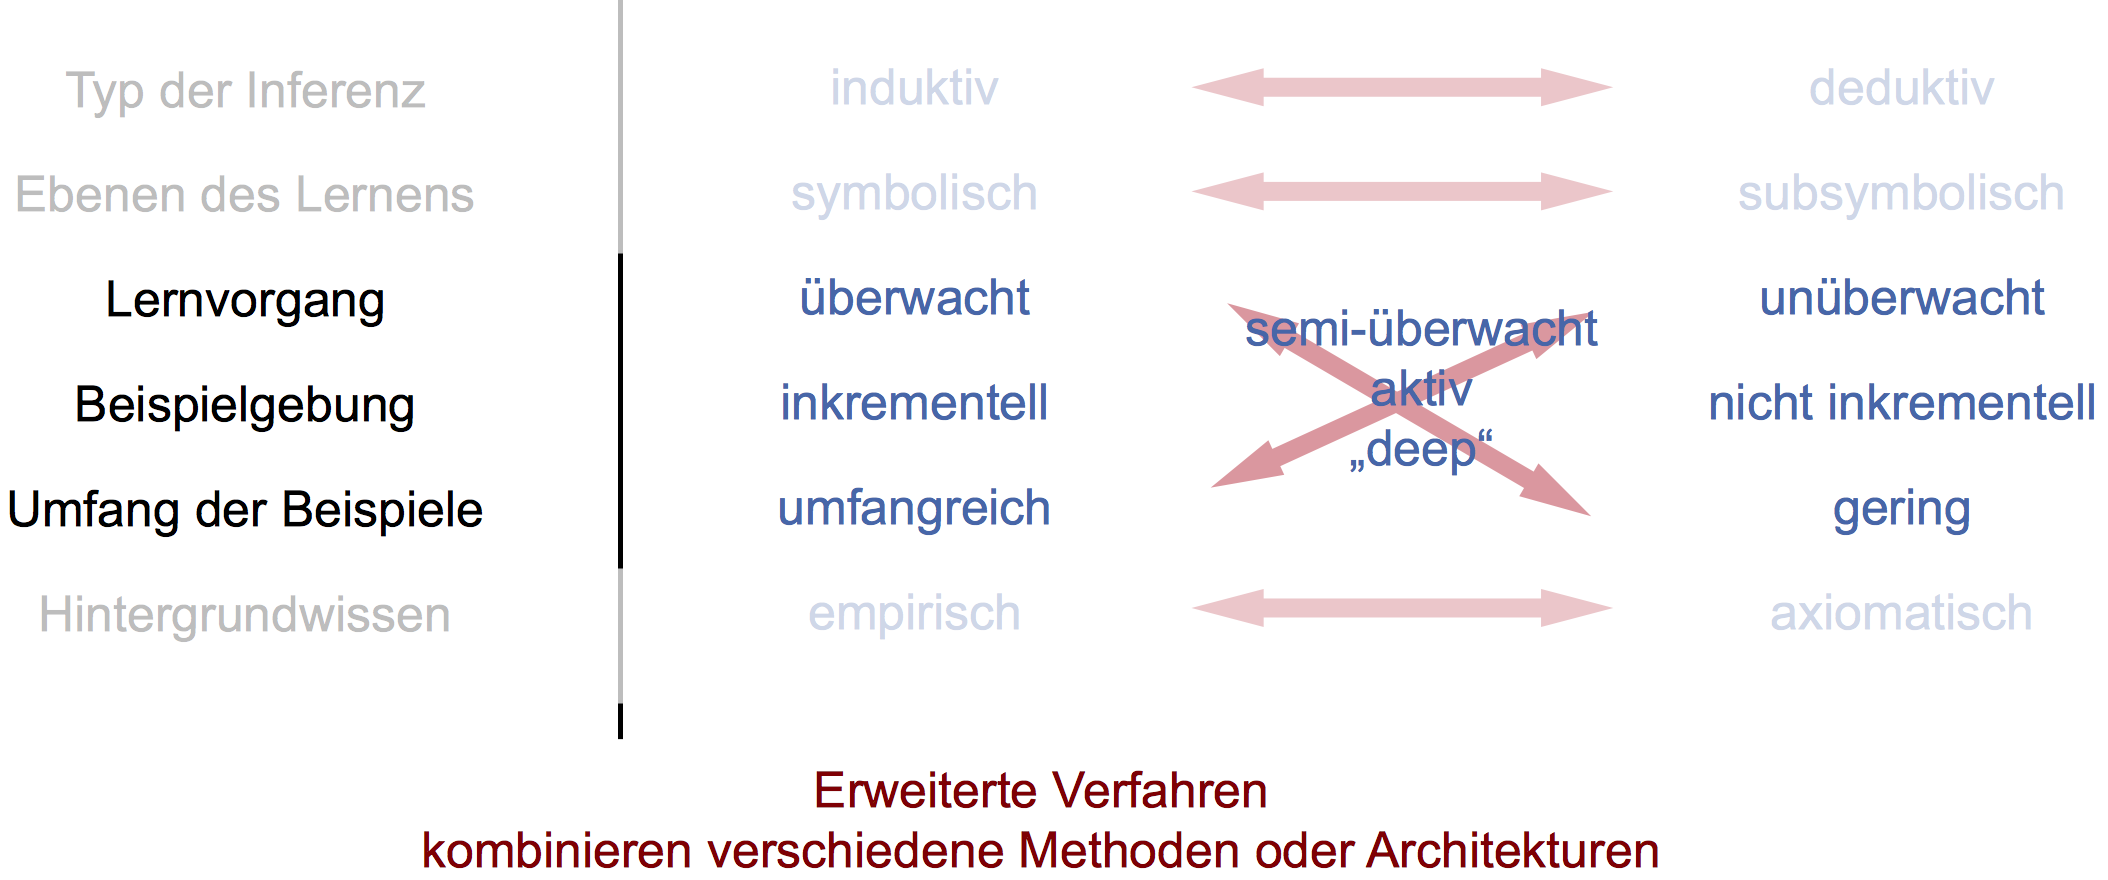 Typ der Inferenz induktiv deduktiv
Ebenen des Lernens symbolisch subsymbolisch
Lernvorgang überwacht unüberwacht
semi-überwacht
aktiv
„deep“
Beispielgebung inkrementell nicht inkrementell
Umfang der Beispiele umfangreich gering
Hintergrundwissen empirisch axiomatisch
Erweiterte Verfahren
kombinieren verschiedene Methoden oder Architekturen